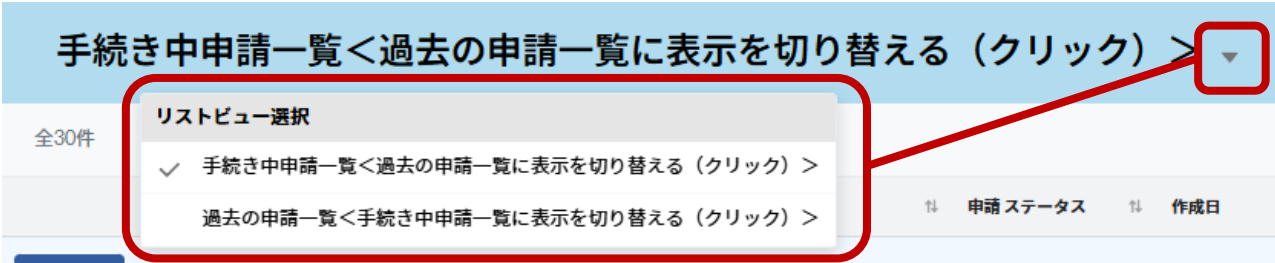 手続き中申請一覧＜過去の申請一覧に表示を切り替える（クリック）＞
リストビュー選択
全30件
手続き中申請一覧＜過去の申請一覧に表示を切り替える（クリック）＞
過去の申請一覧＜手続き中申請一覧に表示を切り替える（クリック）＞
申請ステータス 作成日